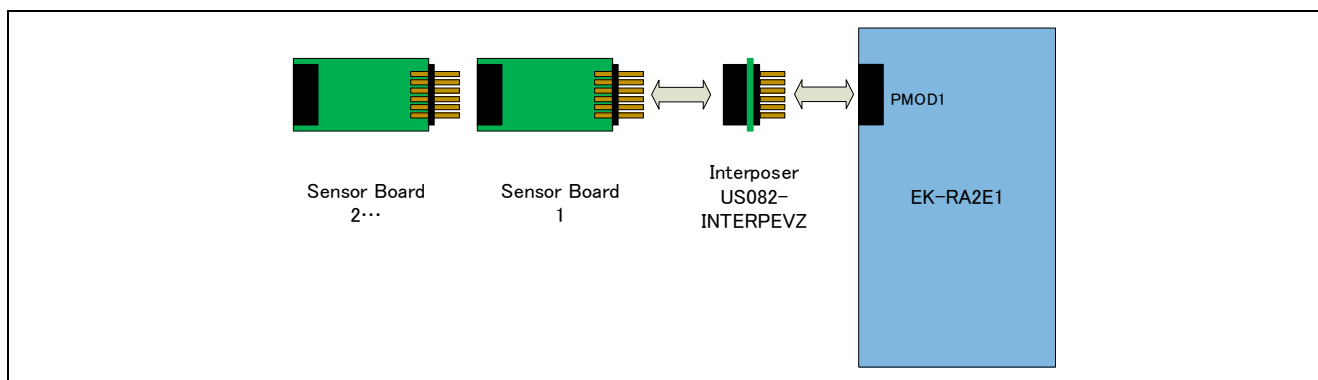 PMOD1
Sensor Board
2…
Sensor Board
1
Interposer
US082-
INTERPEVZ
EK-RA2E1